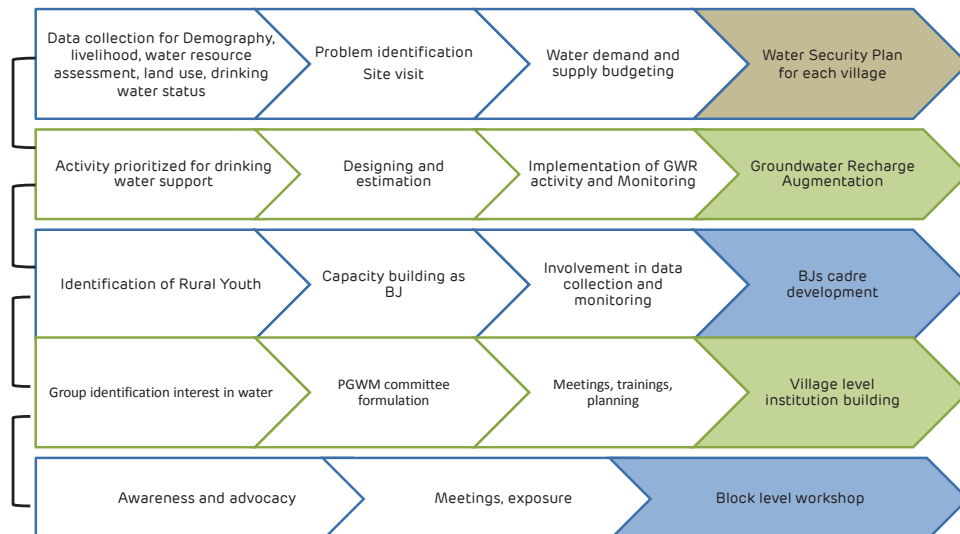 Data collection for Demography,
livelihood, water resource
assessment, land use, drinking
water status
Problem identification
Site visit
Water demand and
supply budgeting
Water Security Plan
for each village
Activity prioritized for drinking
water support
Designing and
estimation
Implementation of GWR
activity and Monitoring
Groundwater Recharge
Augmentation
Identification of Rural Youth
Capacity building as
BJ
Involvement in data
collection and
monitoring
BJs cadre
development
Group identification interest in water
PGWM committee
formulation
Meetings, trainings,
planning
Village level
institution building
Awareness and advocacy
Meetings, exposure
Block level workshop